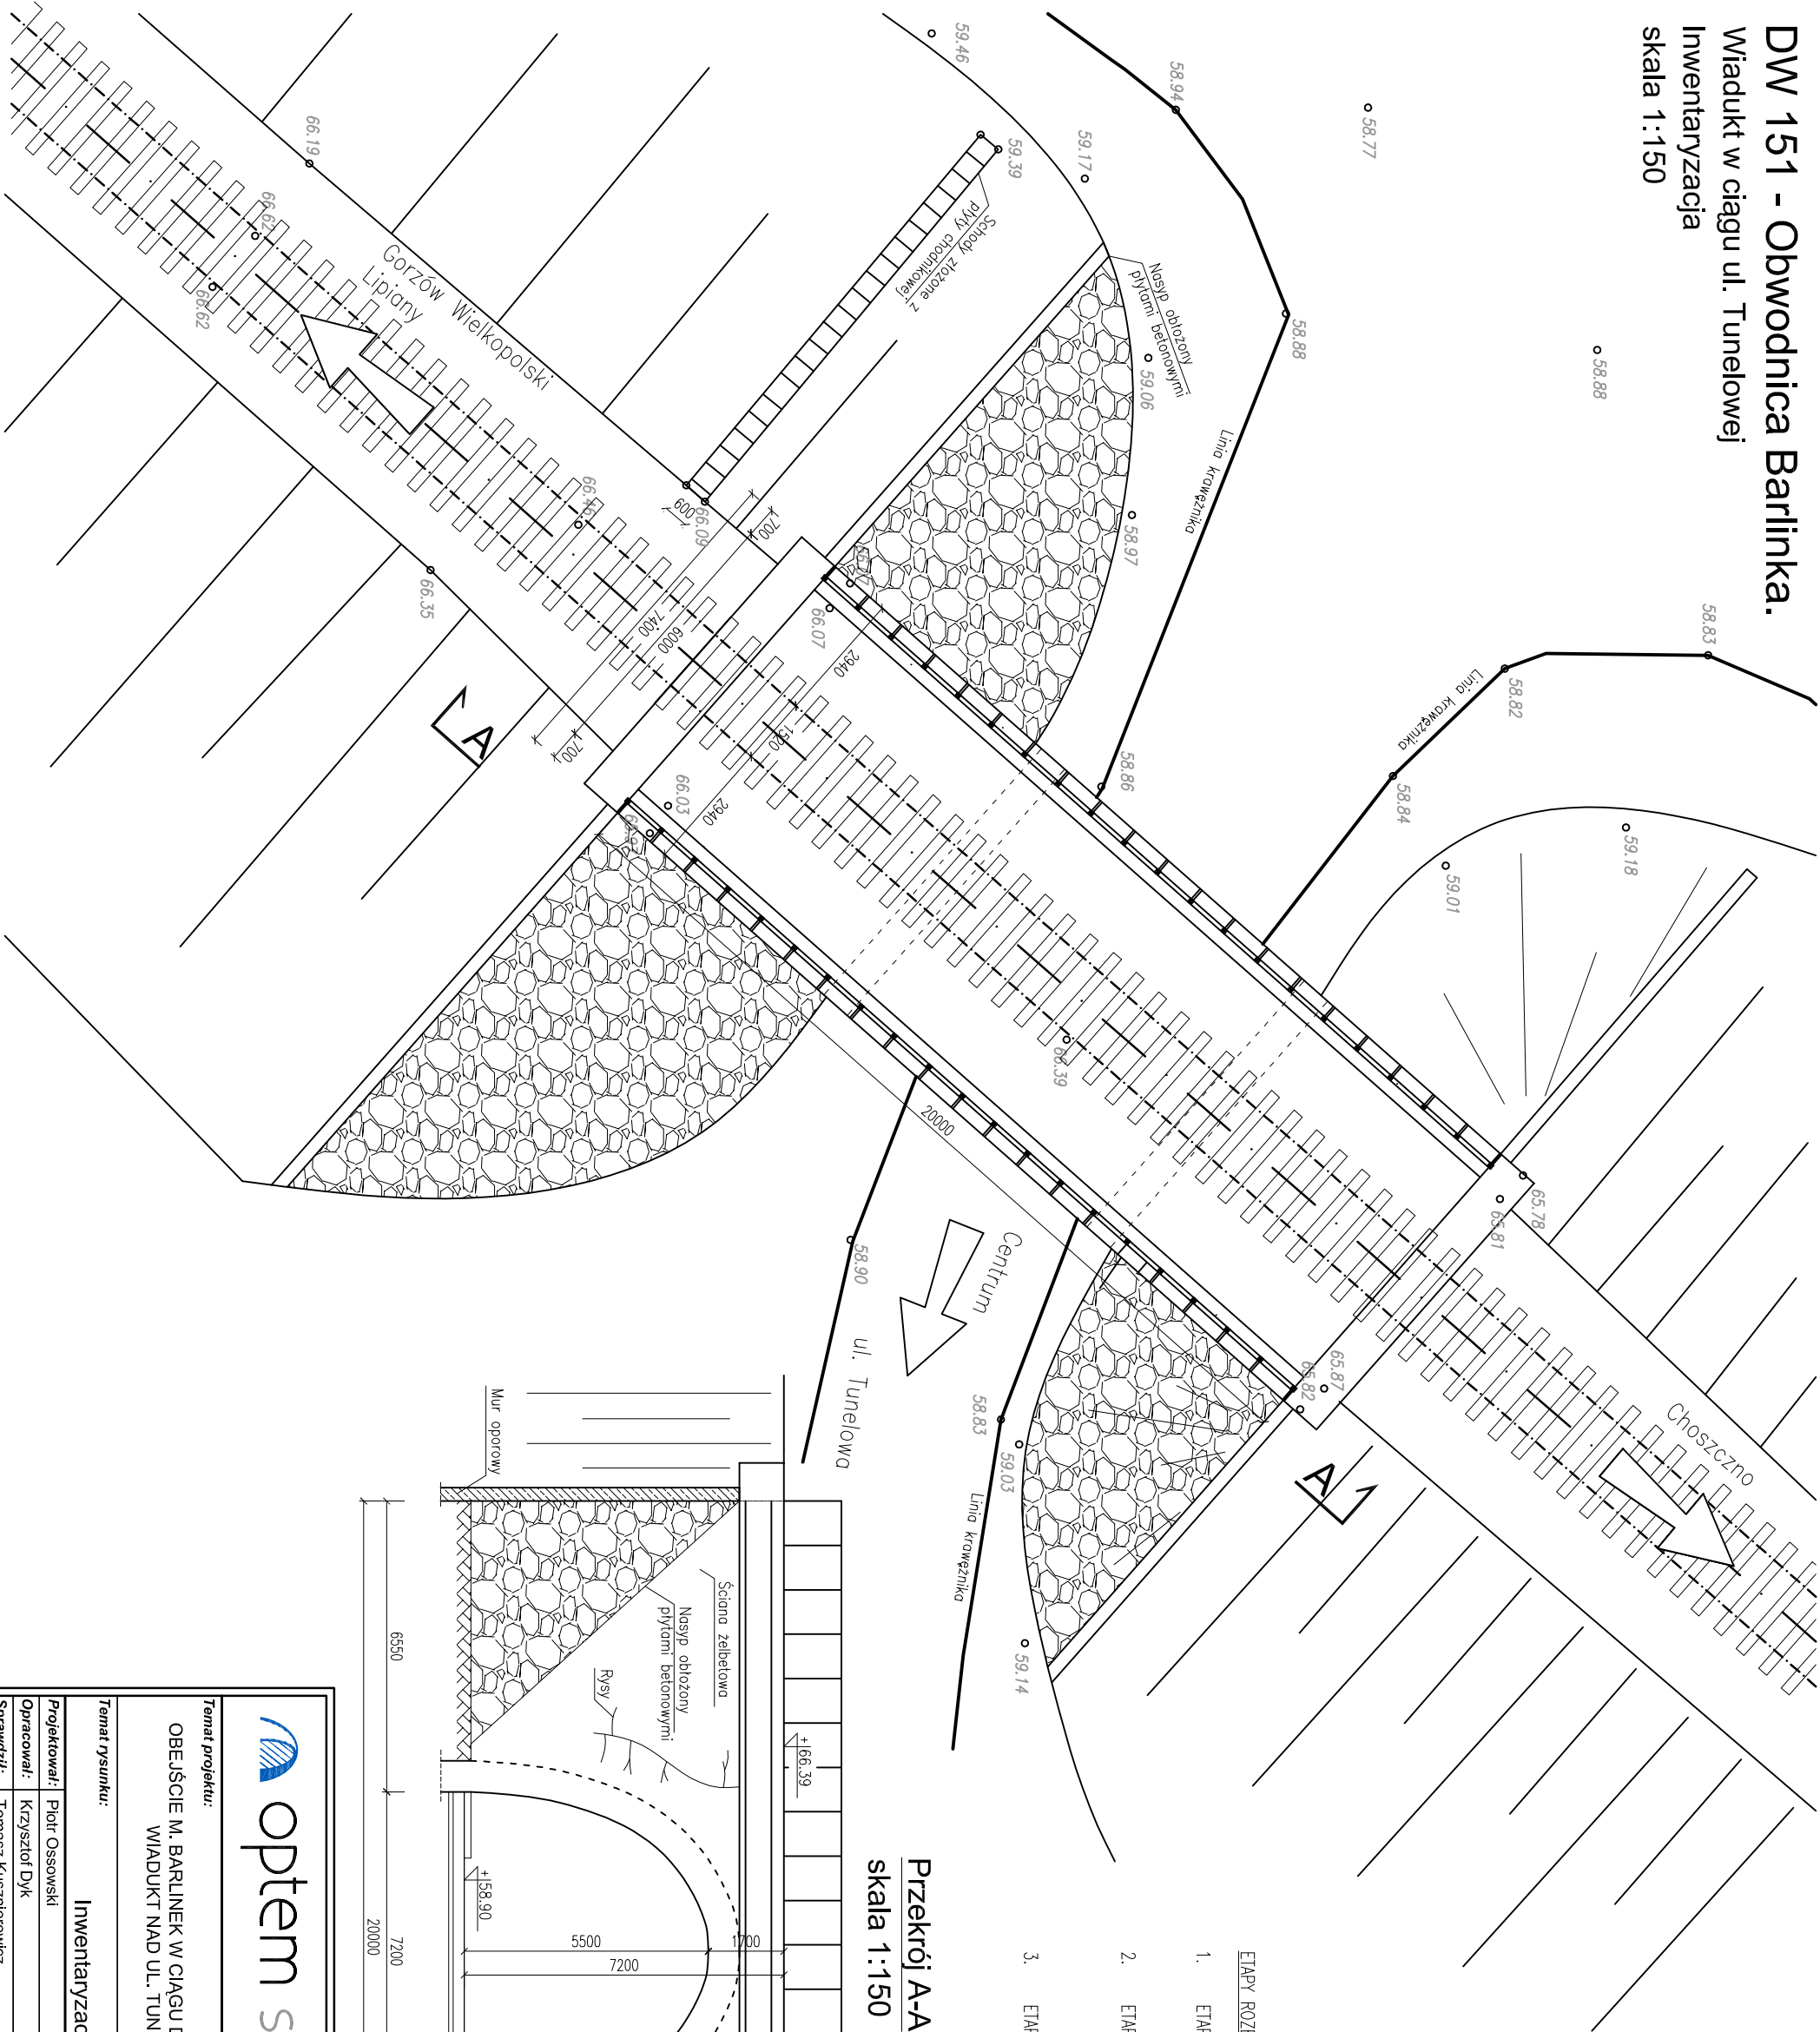 DW 151 - Obwodnica Barlinka.
Wiadukt w ciągu ul. Tunelowej
Inwentaryzacja
skala 1:150
58.77
58.88
58.83
59.46
58.94
59.17
59.39
58.88
58.82
58.84
59.18
59.01
Schody złożone z
płyty chodnikowej
Nasyp obłożony
płytami betonowymi
59.06
58.97
Linia krawężnika
Linia krawężnika
58.86
66.19
66.62
66.62
Gorzów Wielkopolski
Lipiany
66.46
66.09
600
700
66.07
66.35
7400
6000
2940
1520
2940
700
66.03
A
66.39
20000
65.78
65.81
65.87
65.82
Choszczno
A
Centrum
58.90
ul. Tunelowa
58.83
59.03
Linia krawężnika
59.14
Przekrój A-A
skala 1:150
Mur oporowy
Ściana żelbetowa
Nasyp obłożony
płytami betonowymi
Rysy
+66.39
+58.90
5500
1700
7200
6550
7200
20000
ETAPY
1.
2.
3.
optem
Temat projektu:
OBEJŚCIE M. BARLINEK W CIĄGU
WIADUKT NAD UL.
Temat rysunku:
Projektował: Piotr Ossowski
Opracował: Krzysztof Dyk